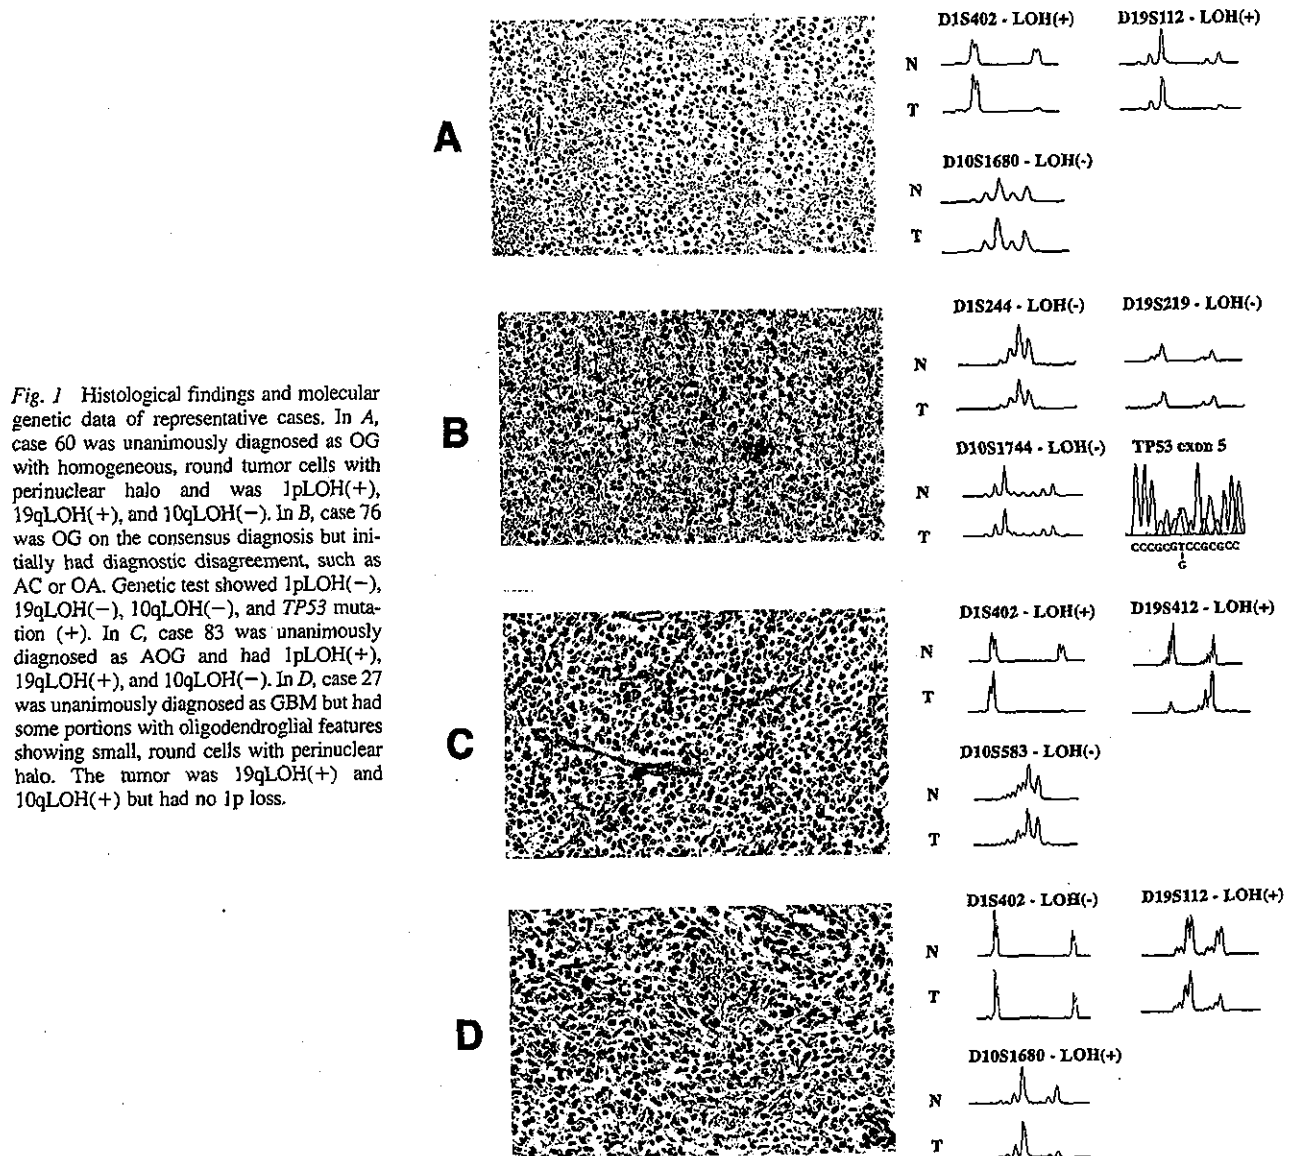 Fig. 1 Histological findings and molecular
genetic data of representative cases. In A,
case 60 was unanimously diagnosed as OG
with homogeneous, round tumor cells with
perinuclear halo and was 1pLOH(+),
19qLOH(+), and 10qLOH(−). In B, case 76
was OG on the consensus diagnosis but ini-
tially had diagnostic disagreement, such as
AC or OA. Genetic test showed 1pLOH(−),
19qLOH(−), 10qLOH(−), and TP53 muta-
tion (+). In C, case 83 was unanimously
diagnosed as AOG and had 1pLOH(+),
19qLOH(+), and 10qLOH(−). In D, case 27
was unanimously diagnosed as GBM but had
some portions with oligodendroglial features
showing small, round cells with perinuclear
halo. The tumor was 19qLOH(+) and
10qLOH(+) but had no 1p loss.
A
D1S402 - LOH(+) D19S112 - LOH(+)
N
T
D10S1680 - LOH(-)
N
T
B
D1S244 - LOH(-) D19S219 - LOH(-)
N
T
D10S1744 - LOH(-) TP53 exon 5
N
T
CCCGCGTCCGCGCC
G
C
D1S402 - LOH(+) D19S412 - LOH(+)
N
T
D10S583 - LOH(-)
N
T
D
D1S402 - LOH(-) D19S112 - LOH(+)
N
T
D10S1680 - LOH(+)
N
T